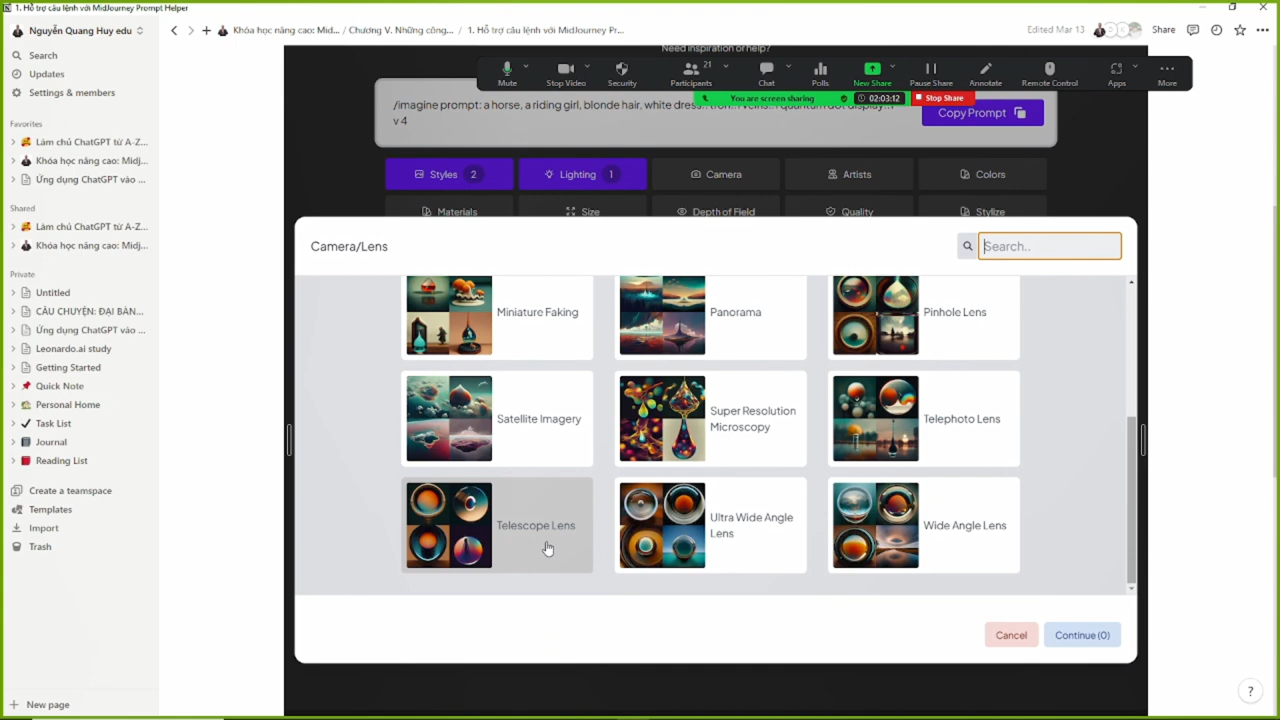 1. Hỗ trợ câu lệnh với MidJourney Prompt Helper
Nguyễn Quang Huy edu
Khóa học nâng cao: Mid... / Chương V. Những công... / 1. Hỗ trợ câu lệnh với MidJourney Pr...
Edited Mar 13
Share
Search
Updates
Settings & members
Favorites
Làm chủ ChatGPT từ A-Z...
Khóa học nâng cao: Midj...
Ứng dụng ChatGPT vào ...
Shared
Làm chủ ChatGPT từ A-Z...
Khóa học nâng cao: Midj...
Private
Untitled
CÂU CHUYỆN: ĐẠI BÀN...
Ứng dụng ChatGPT vào ...
Leonardo.ai study
Getting Started
Quick Note
Personal Home
Task List
Journal
Reading List
Create a teamspace
Templates
Import
Trash
New page
Need inspiration or help?
Mute
Stop Video
Security
Participants
21
Chat
Polls
New Share
Pause Share
Annotate
Remote Control
Apps
More
You are screen sharing
02:03:12
Stop Share
/imagine prompt: a horse, a riding girl, blonde hair, white dress
v 4
Copy Prompt
Styles 2
Lighting 1
Camera
Artists
Colors
Materials
Size
Depth of Field
Quality
Stylize
Camera/Lens
Search..
Miniature Faking
Panorama
Pinhole Lens
Satellite Imagery
Super Resolution
Microscopy
Telephoto Lens
Telescope Lens
Ultra Wide Angle
Lens
Wide Angle Lens
Cancel
Continue (0)
?